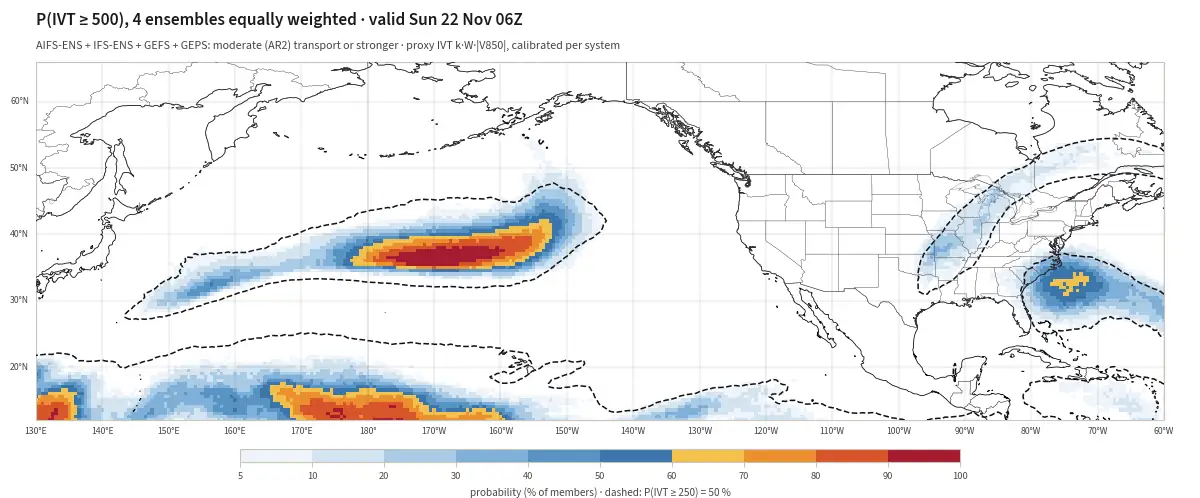 P(IVT ≥ 500), 4 ensembles equally weighted · valid Sun 22 Nov 06Z
AIFS-ENS + IFS-ENS + GEFS + GEPS: moderate (AR2) transport or stronger · proxy IVT k·W·|V850|, calibrated per system
60°N
50°N
40°N
30°N
20°N
130°E 140°E 150°E 160°E 170°E 180° 170°W 160°W 150°W 140°W 130°W 120°W 110°W 100°W 90°W 80°W 70°W 60°W
5 10 20 30 40 50 60 70 80 90 100
probability (% of members) · dashed: P(IVT ≥ 250) = 50 %